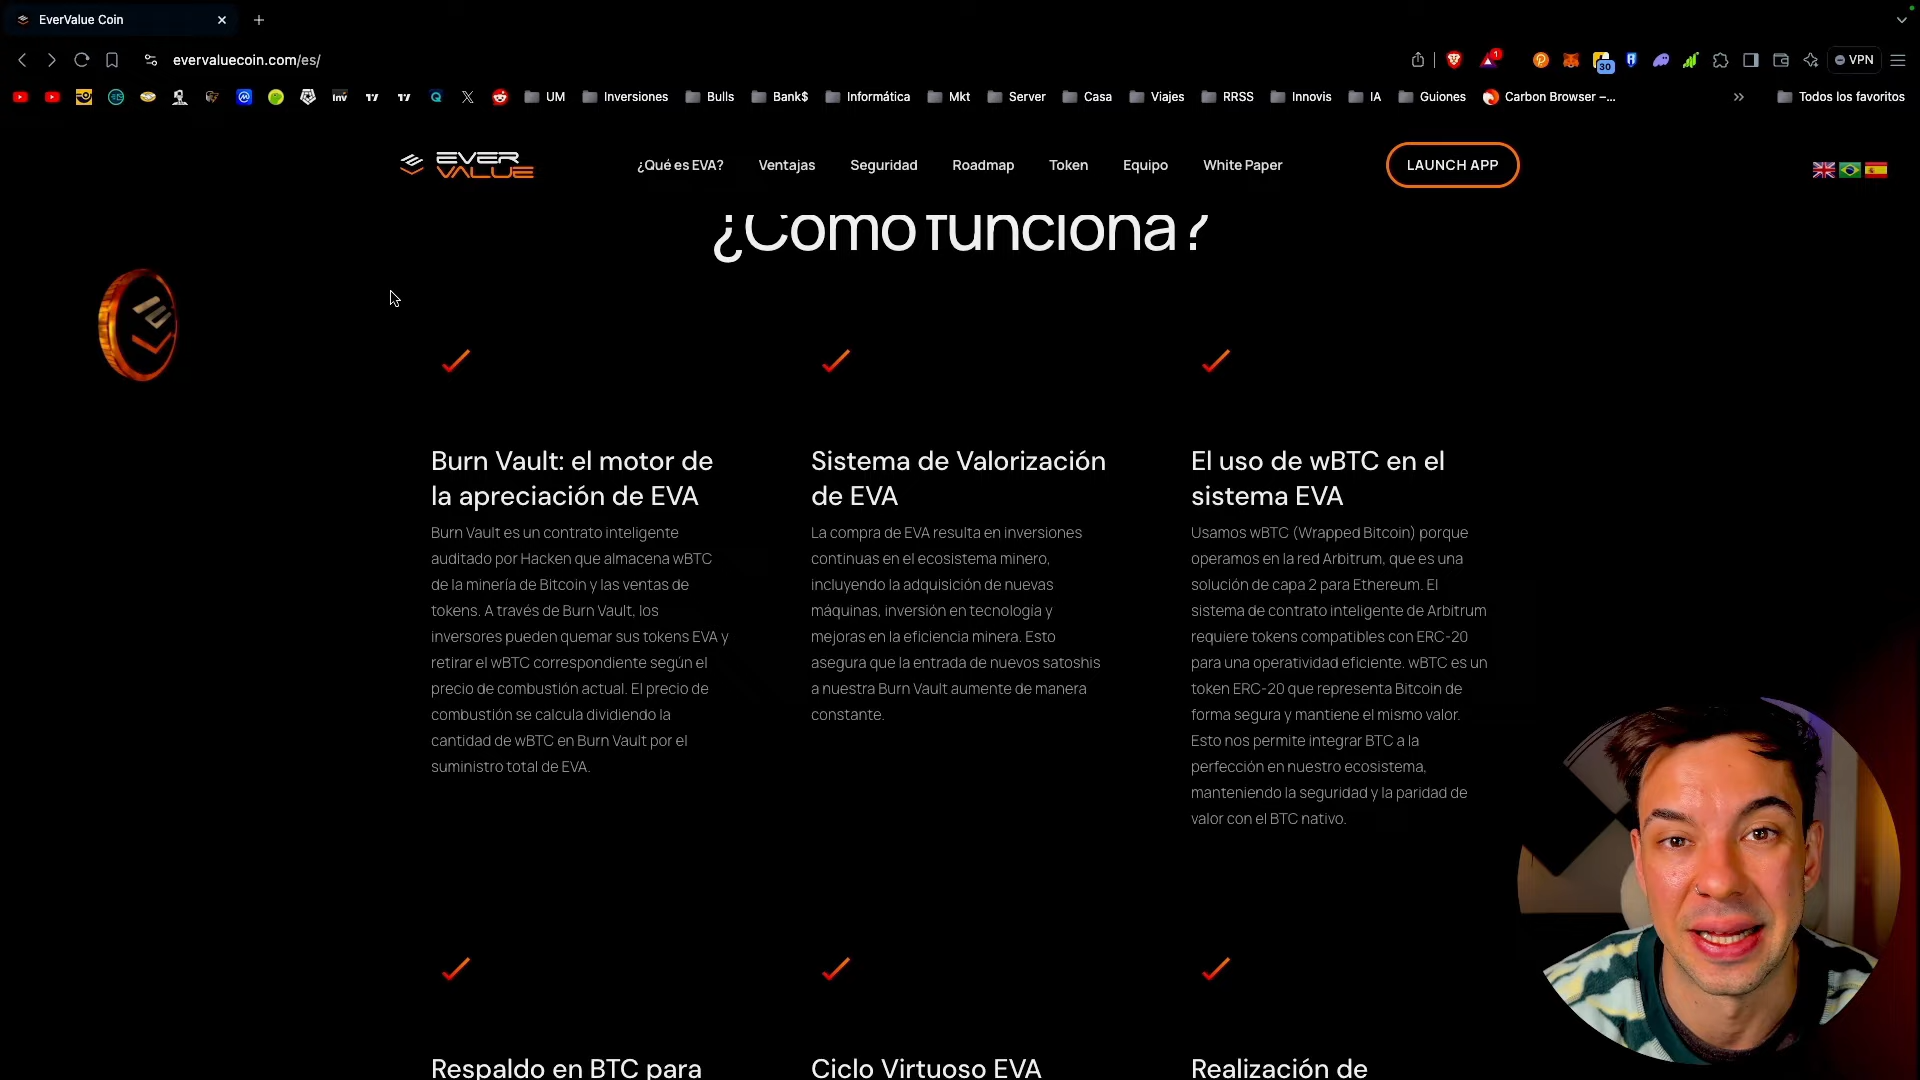 EverValue Coin
evervaluecoin.com/es/
1
30
VPN
inv
UM
Inversiones
Bulls
Bank$
Informática
Mkt
Server
Casa
Viajes
RRSS
Innovis
IA
Guiones
Carbon Browser –...
Todos los favoritos
EVER
VALUE
¿Qué es EVA?
Ventajas
Seguridad
Roadmap
Token
Equipo
White Paper
LAUNCH APP
¿Cómo funciona?
Burn Vault: el motor de
la apreciación de EVA
Burn Vault es un contrato inteligente
auditado por Hacken que almacena wBTC
de la minería de Bitcoin y las ventas de
tokens. A través de Burn Vault, los
inversores pueden quemar sus tokens EVA y
retirar el wBTC correspondiente según el
precio de combustión actual. El precio de
combustión se calcula dividiendo la
cantidad de wBTC en Burn Vault por el
suministro total de EVA.
Sistema de Valorización
de EVA
La compra de EVA resulta en inversiones
continuas en el ecosistema minero,
incluyendo la adquisición de nuevas
máquinas, inversión en tecnología y
mejoras en la eficiencia minera. Esto
asegura que la entrada de nuevos satoshis
a nuestra Burn Vault aumente de manera
constante.
El uso de wBTC en el
sistema EVA
Usamos wBTC (Wrapped Bitcoin) porque
operamos en la red Arbitrum, que es una
solución de capa 2 para Ethereum. El
sistema de contrato inteligente de Arbitrum
requiere tokens compatibles con ERC-20
para una operatividad eficiente. wBTC es un
token ERC-20 que representa Bitcoin de
forma segura y mantiene el mismo valor.
Esto nos permite integrar BTC a la
perfección en nuestro ecosistema,
manteniendo la seguridad y la paridad de
valor con el BTC nativo.
Respaldo en BTC para
Ciclo Virtuoso EVA
Realización de